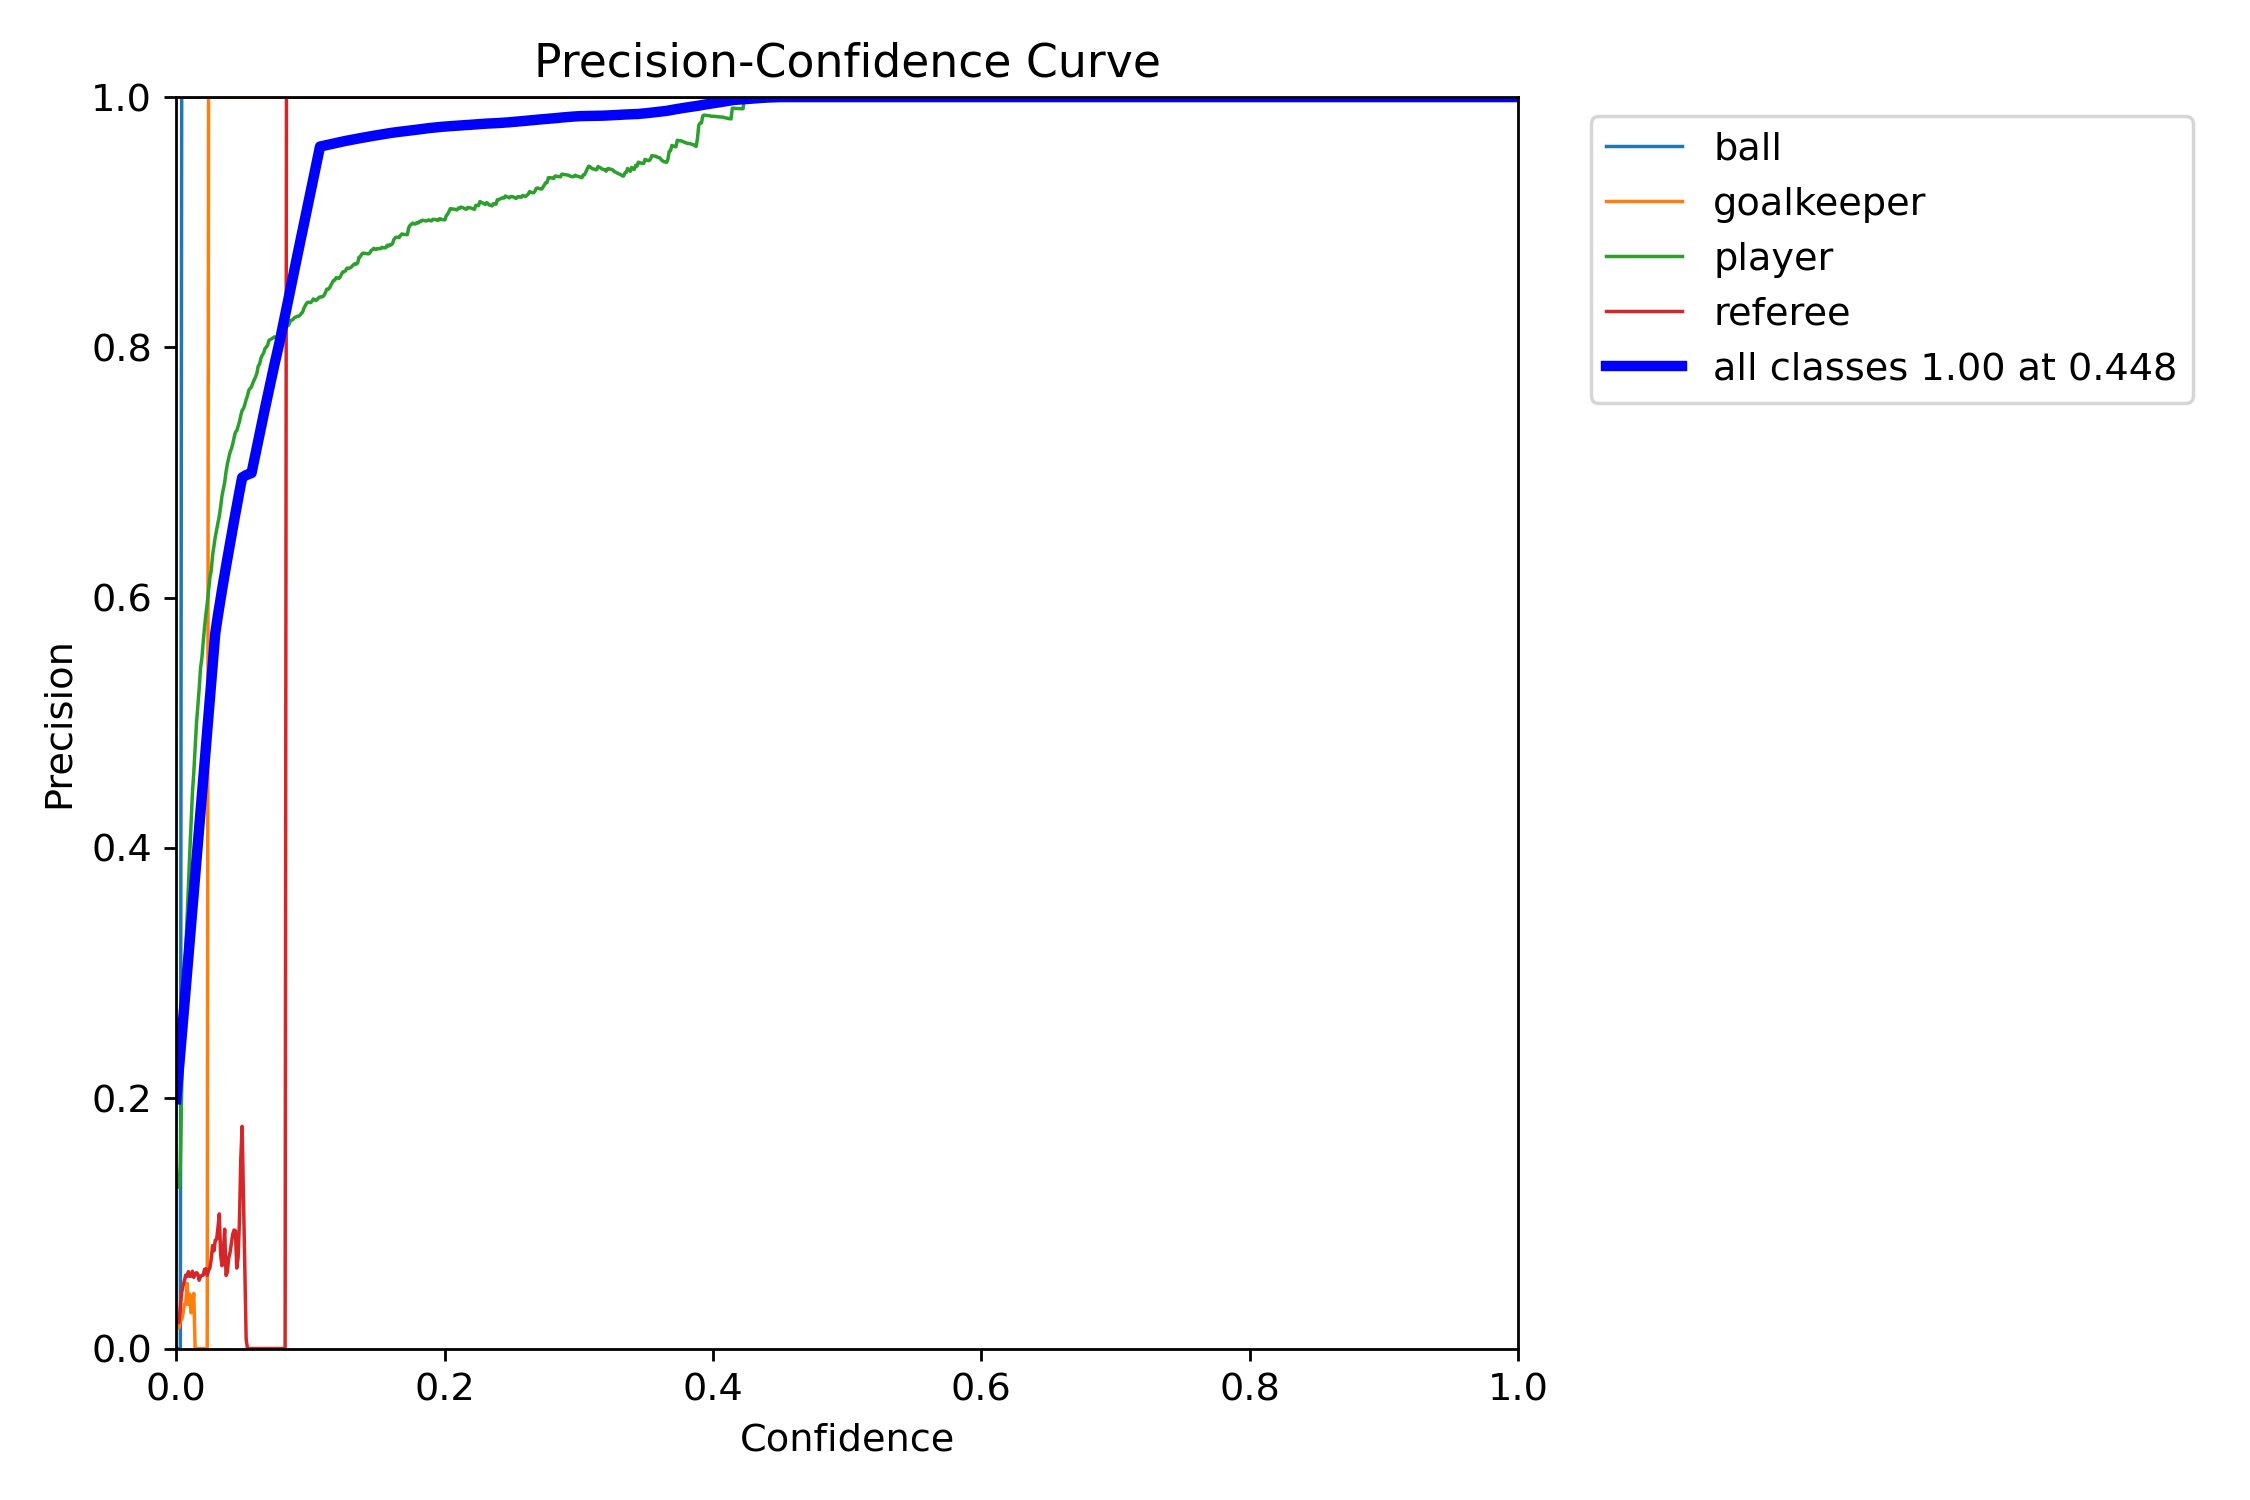 Precision-Confidence Curve
1.0
0.8
0.6
0.4
0.2
0.0
Precision
0.0 0.2 0.4 0.6 0.8 1.0
Confidence
ball
goalkeeper
player
referee
all classes 1.00 at 0.448